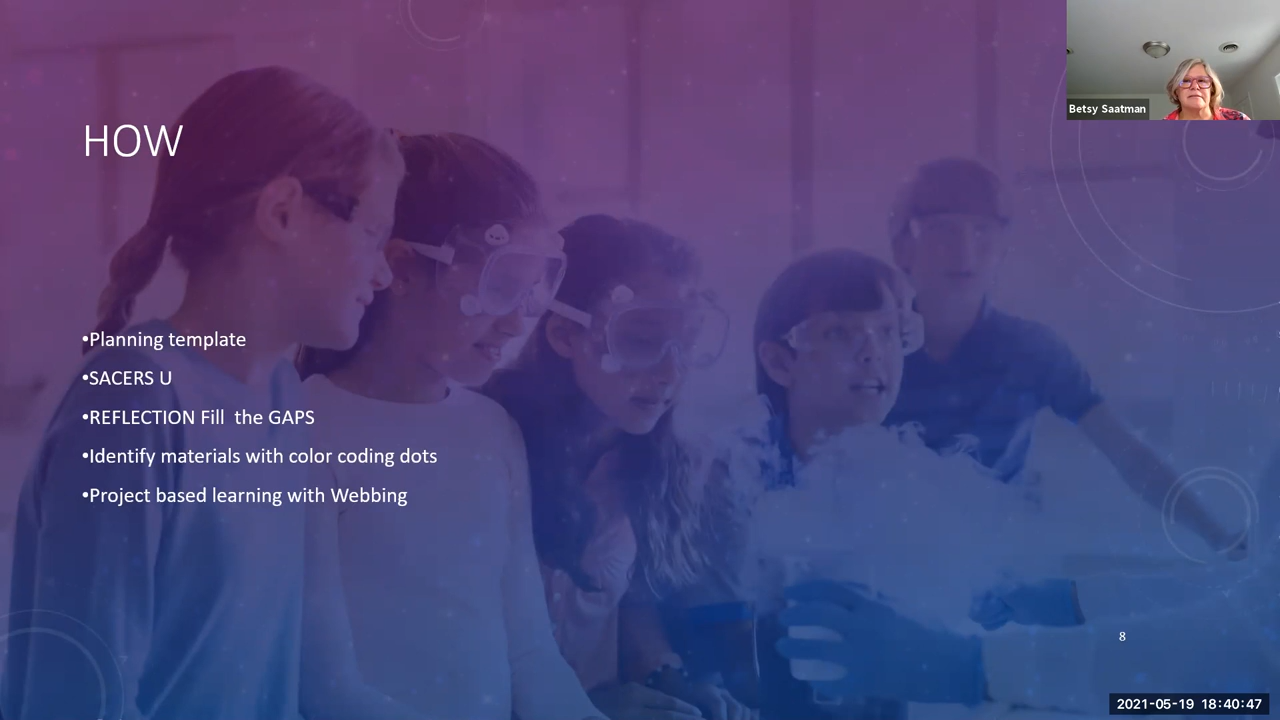 Betsy Saatman
HOW
•Planning template
•SACERS U
•REFLECTION Fill  the GAPS
•Identify materials with color coding dots
•Project based learning with Webbing
8
2021-05-19 18:40:47